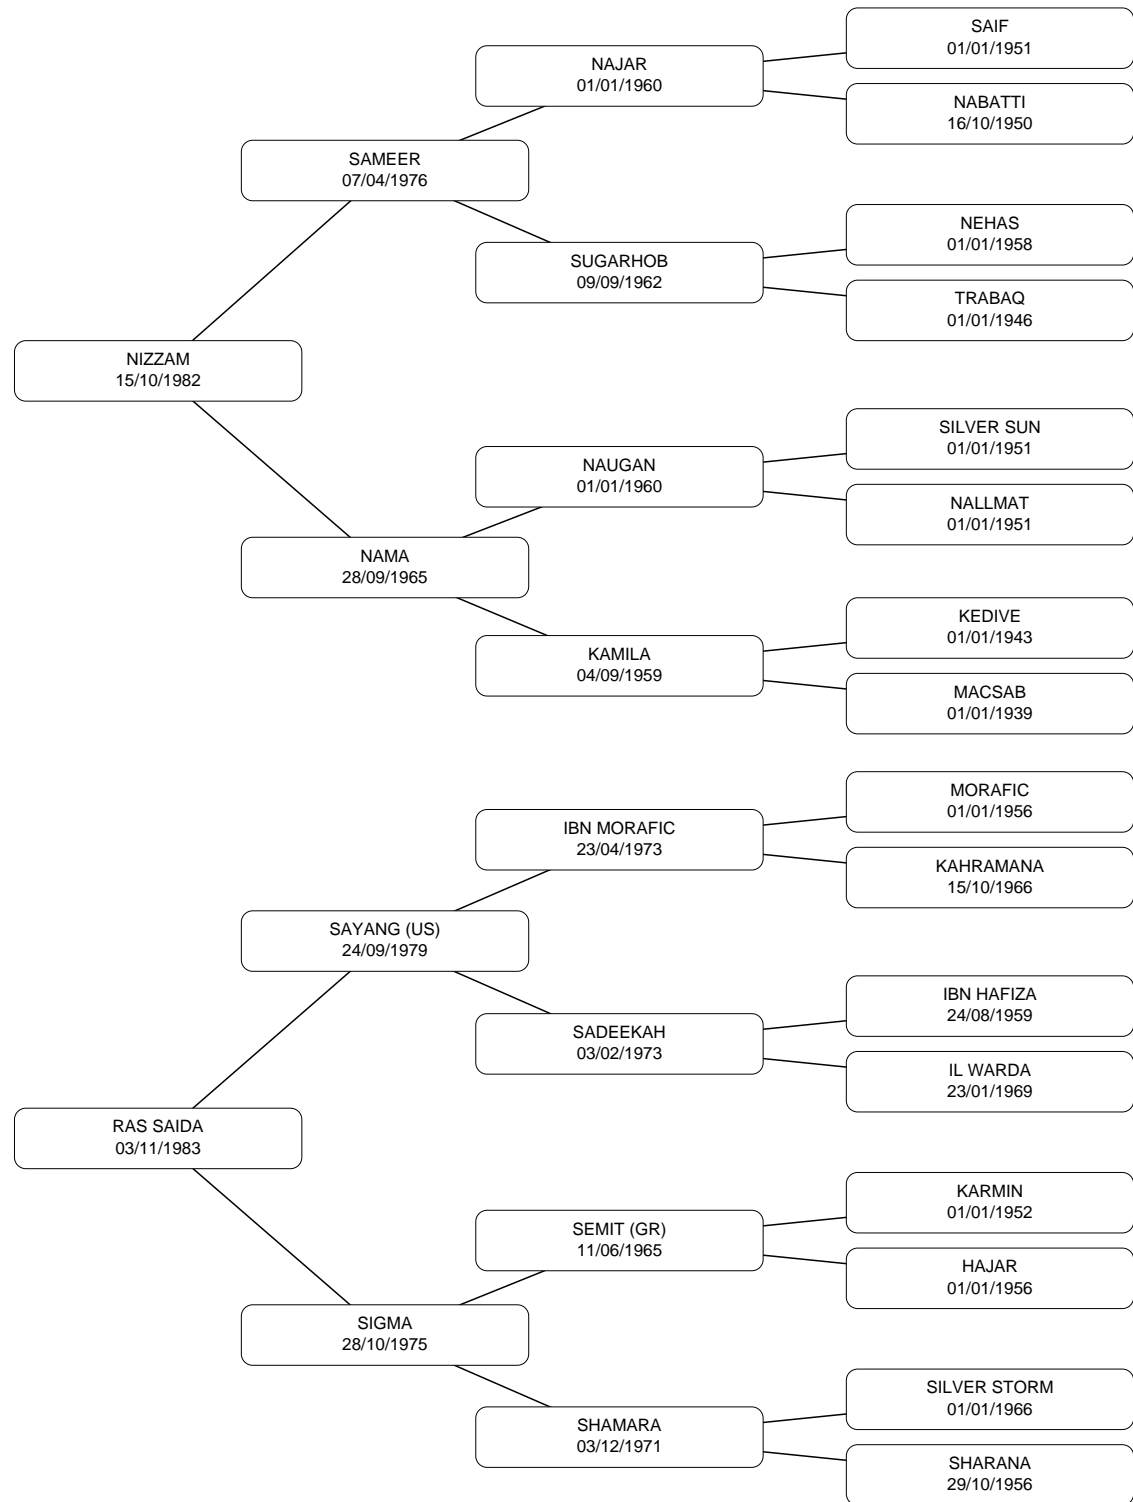 SAIF
01/01/1951
NAJAR
01/01/1960
NABATTI
16/10/1950
SAMEER
07/04/1976
NEHAS
01/01/1958
SUGARHOB
09/09/1962
TRABAQ
01/01/1946
NIZZAM
15/10/1982
SILVER SUN
01/01/1951
NAUGAN
01/01/1960
NALLMAT
01/01/1951
NAMA
28/09/1965
KEDIVE
01/01/1943
KAMILA
04/09/1959
MACSAB
01/01/1939
MORAFIC
01/01/1956
IBN MORAFIC
23/04/1973
KAHRAMANA
15/10/1966
SAYANG (US)
24/09/1979
IBN HAFIZA
24/08/1959
SADEEKAH
03/02/1973
IL WARDA
23/01/1969
RAS SAIDA
03/11/1983
KARMIN
01/01/1952
SEMIT (GR)
11/06/1965
HAJAR
01/01/1956
SIGMA
28/10/1975
SILVER STORM
01/01/1966
SHAMARA
03/12/1971
SHARANA
29/10/1956